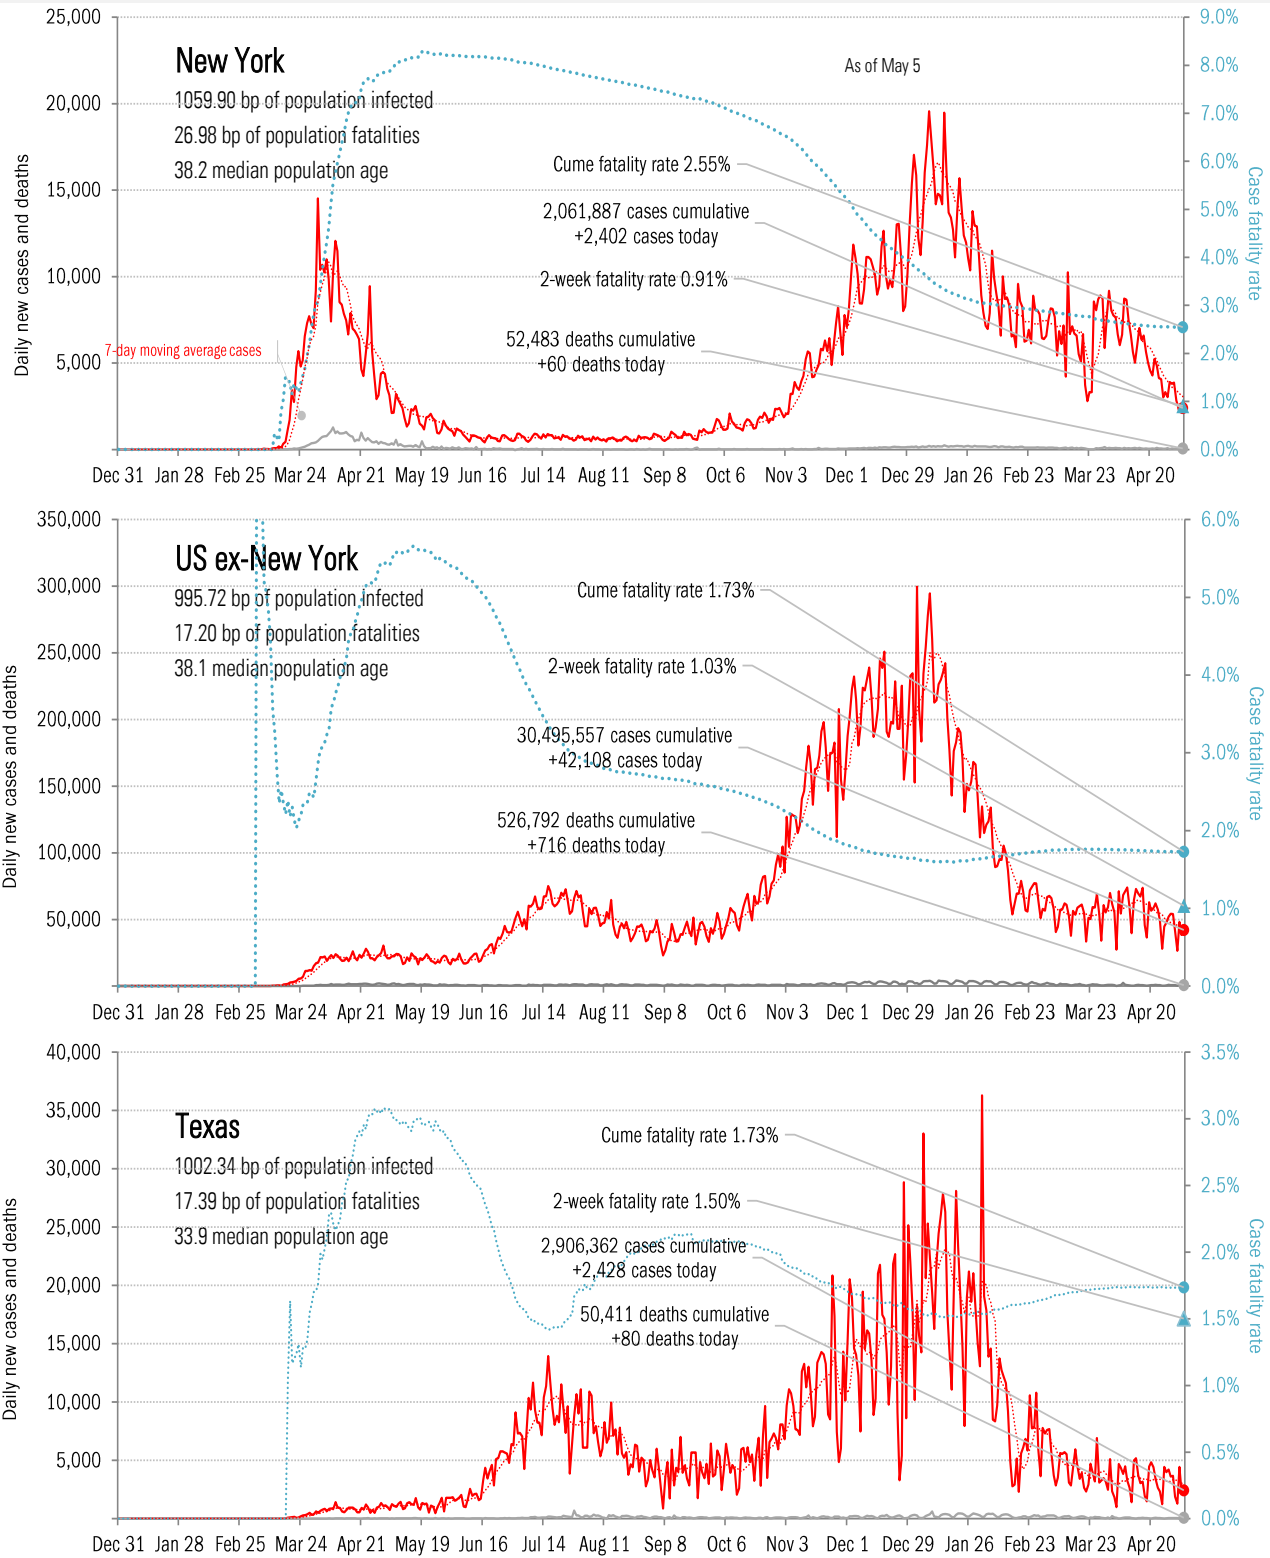 25,000
9.0%
New York
As of May 5
8.0%
1059.90 bp of population infected
20,000
7.0%
26.98 bp of population fatalities
38.2 median population age
Cume fatality rate 2.55%
6.0%
15,000
2,061,887 cases cumulative
+2,402 cases today
5.0%
Daily new cases and deaths
Case fatality rate
10,000
2-week fatality rate 0.91%
4.0%
3.0%
52,483 deaths cumulative
+60 deaths today
7-day moving average cases
5,000
2.0%
1.0%
0.0%
Dec 31 Jan 28 Feb 25 Mar 24 Apr 21 May 19 Jun 16 Jul 14 Aug 11 Sep 8 Oct 6 Nov 3 Dec 1 Dec 29 Jan 26 Feb 23 Mar 23 Apr 20
350,000
6.0%
US ex-New York
995.72 bp of population infected
300,000
Cume fatality rate 1.73%
5.0%
17.20 bp of population fatalities
38.1 median population age
250,000
2-week fatality rate 1.03%
4.0%
200,000
30,495,557 cases cumulative
+42,108 cases today
3.0%
Daily new cases and deaths
Case fatality rate
150,000
526,792 deaths cumulative
+716 deaths today
2.0%
100,000
1.0%
50,000
0.0%
Dec 31 Jan 28 Feb 25 Mar 24 Apr 21 May 19 Jun 16 Jul 14 Aug 11 Sep 8 Oct 6 Nov 3 Dec 1 Dec 29 Jan 26 Feb 23 Mar 23 Apr 20
40,000
3.5%
35,000
3.0%
Texas
Cume fatality rate 1.73%
1002.34 bp of population infected
30,000
17.39 bp of population fatalities
2-week fatality rate 1.50%
2.5%
33.9 median population age
25,000
2,906,362 cases cumulative
+2,428 cases today
2.0%
20,000
Daily new cases and deaths
Case fatality rate
50,411 deaths cumulative
+80 deaths today
1.5%
15,000
1.0%
10,000
0.5%
5,000
0.0%
Dec 31 Jan 28 Feb 25 Mar 24 Apr 21 May 19 Jun 16 Jul 14 Aug 11 Sep 8 Oct 6 Nov 3 Dec 1 Dec 29 Jan 26 Feb 23 Mar 23 Apr 20